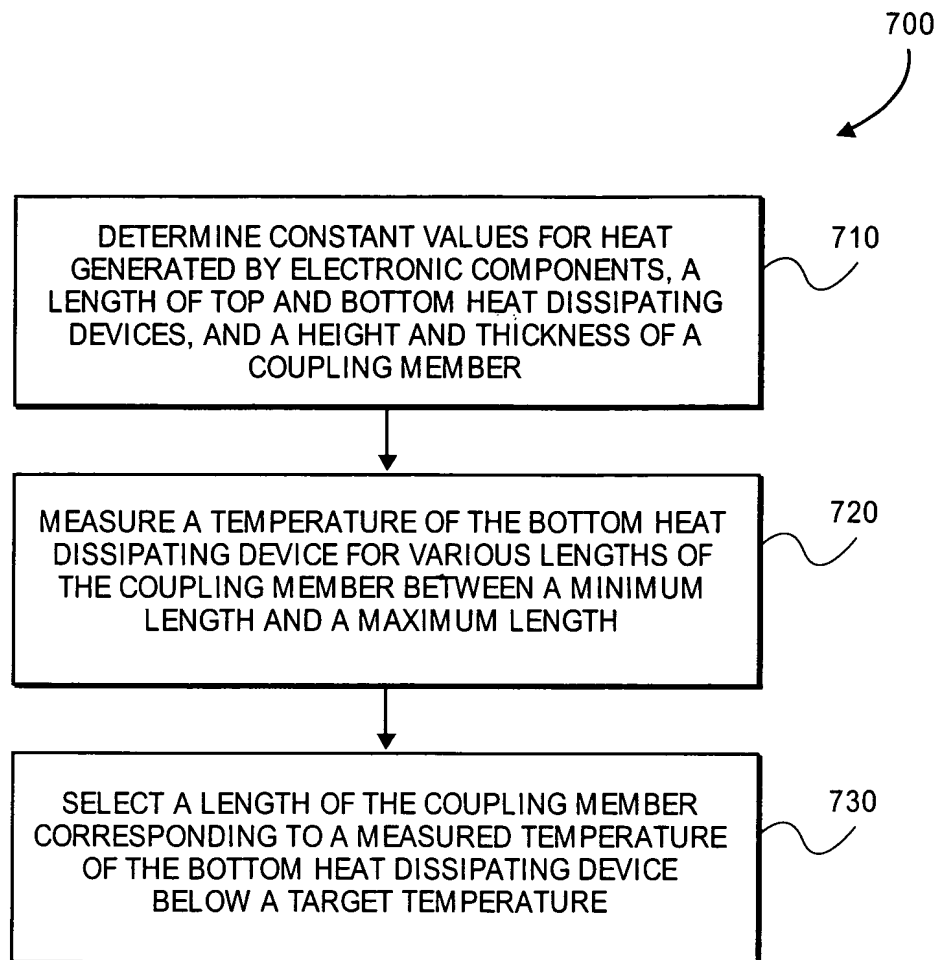 700
DETERMINE CONSTANT VALUES FOR HEAT
GENERATED BY ELECTRONIC COMPONENTS, A
LENGTH OF TOP AND BOTTOM HEAT DISSIPATING
DEVICES, AND A HEIGHT AND THICKNESS OF A
COUPLING MEMBER
710
MEASURE A TEMPERATURE OF THE BOTTOM HEAT
DISSIPATING DEVICE FOR VARIOUS LENGTHS OF
THE COUPLING MEMBER BETWEEN A MINIMUM
LENGTH AND A MAXIMUM LENGTH
720
SELECT A LENGTH OF THE COUPLING MEMBER
CORRESPONDING TO A MEASURED TEMPERATURE
OF THE BOTTOM HEAT DISSIPATING DEVICE
BELOW A TARGET TEMPERATURE
730